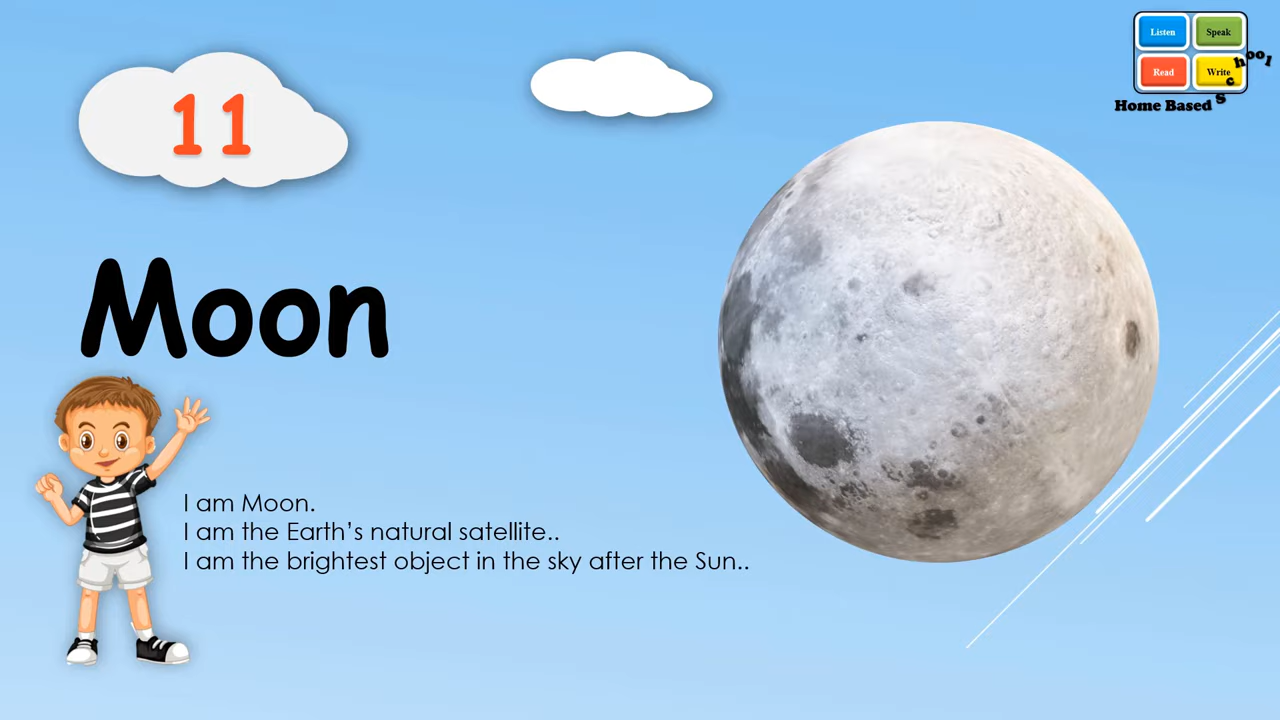 11
Moon
I am Moon.
I am the Earth’s natural satellite..
I am the brightest object in the sky after the Sun..
Listen Speak
Read Write
Home Based School